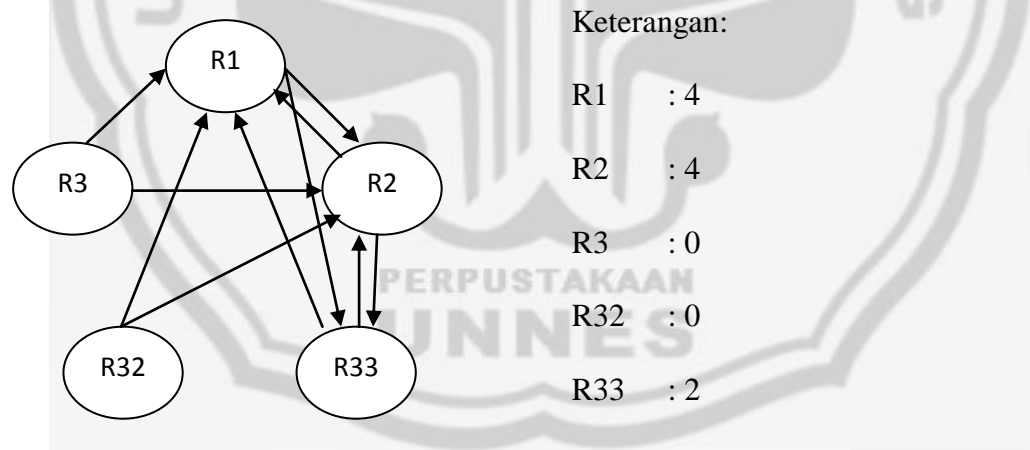 R1
R3
R2
R32
R33
Keterangan:
R1 : 4
R2 : 4
R3 : 0
R32 : 0
R33 : 2
PERPUSTAKAAN
UNNES